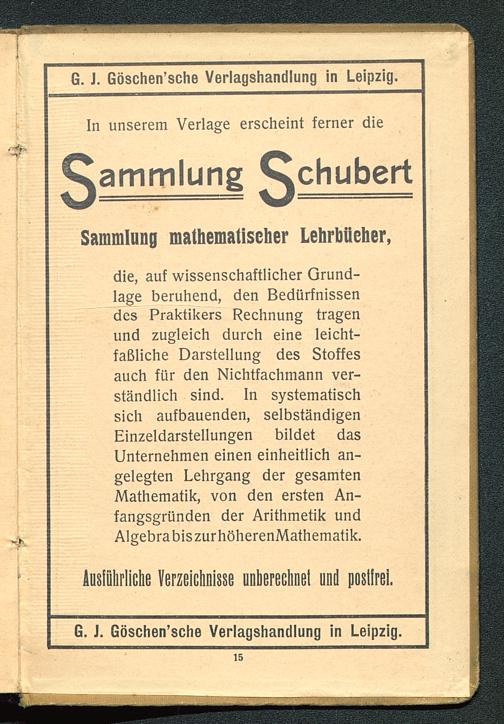 G. J. Göschen'sche Verlagshandlung in Leipzig.
In unserem Verlage erscheint ferner die
Sammlung Schubert
Sammlung mathematischer Lehrbücher,
die, auf wissenschaftlicher Grund-
lage beruhend, den Bedürfnissen
des Praktikers Rechnung tragen
und zugleich durch eine leicht-
faßliche Darstellung des Stoffes
auch für den Nichtfachmann ver-
ständlich sind. In systematisch
sich aufbauenden, selbständigen
Einzeldarstellungen bildet das
Unternehmen einen einheitlich an-
gelegten Lehrgang der gesamten
Mathematik, von den ersten An-
fangsgründen der Arithmetik und
Algebra bis zur höheren Mathematik.
Ausführliche Verzeichnisse unberechnet und postfrei.
G. J. Göschen'sche Verlagshandlung in Leipzig.
15